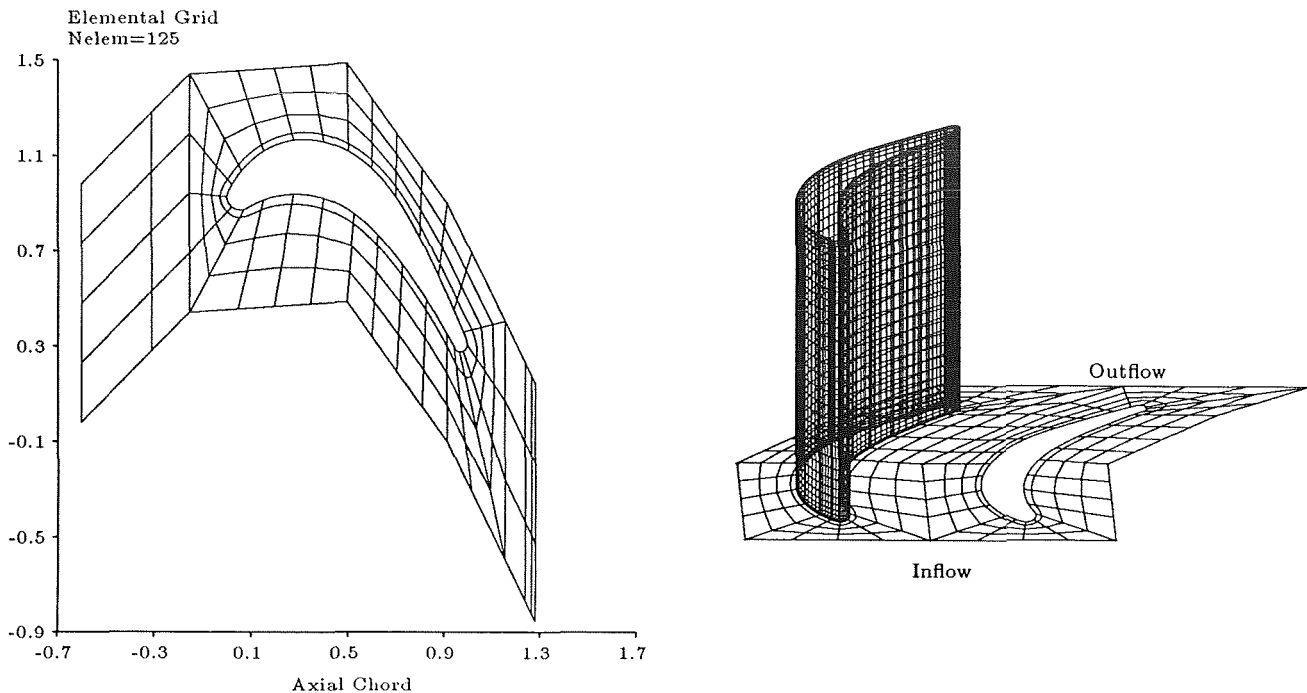 Elemental Grid
Nelem=125
1.5
1.1
0.7
0.3
-0.1
-0.5
-0.9
-0.7 -0.3 0.1 0.5 0.9 1.3 1.7
Axial Chord
Outflow
Inflow